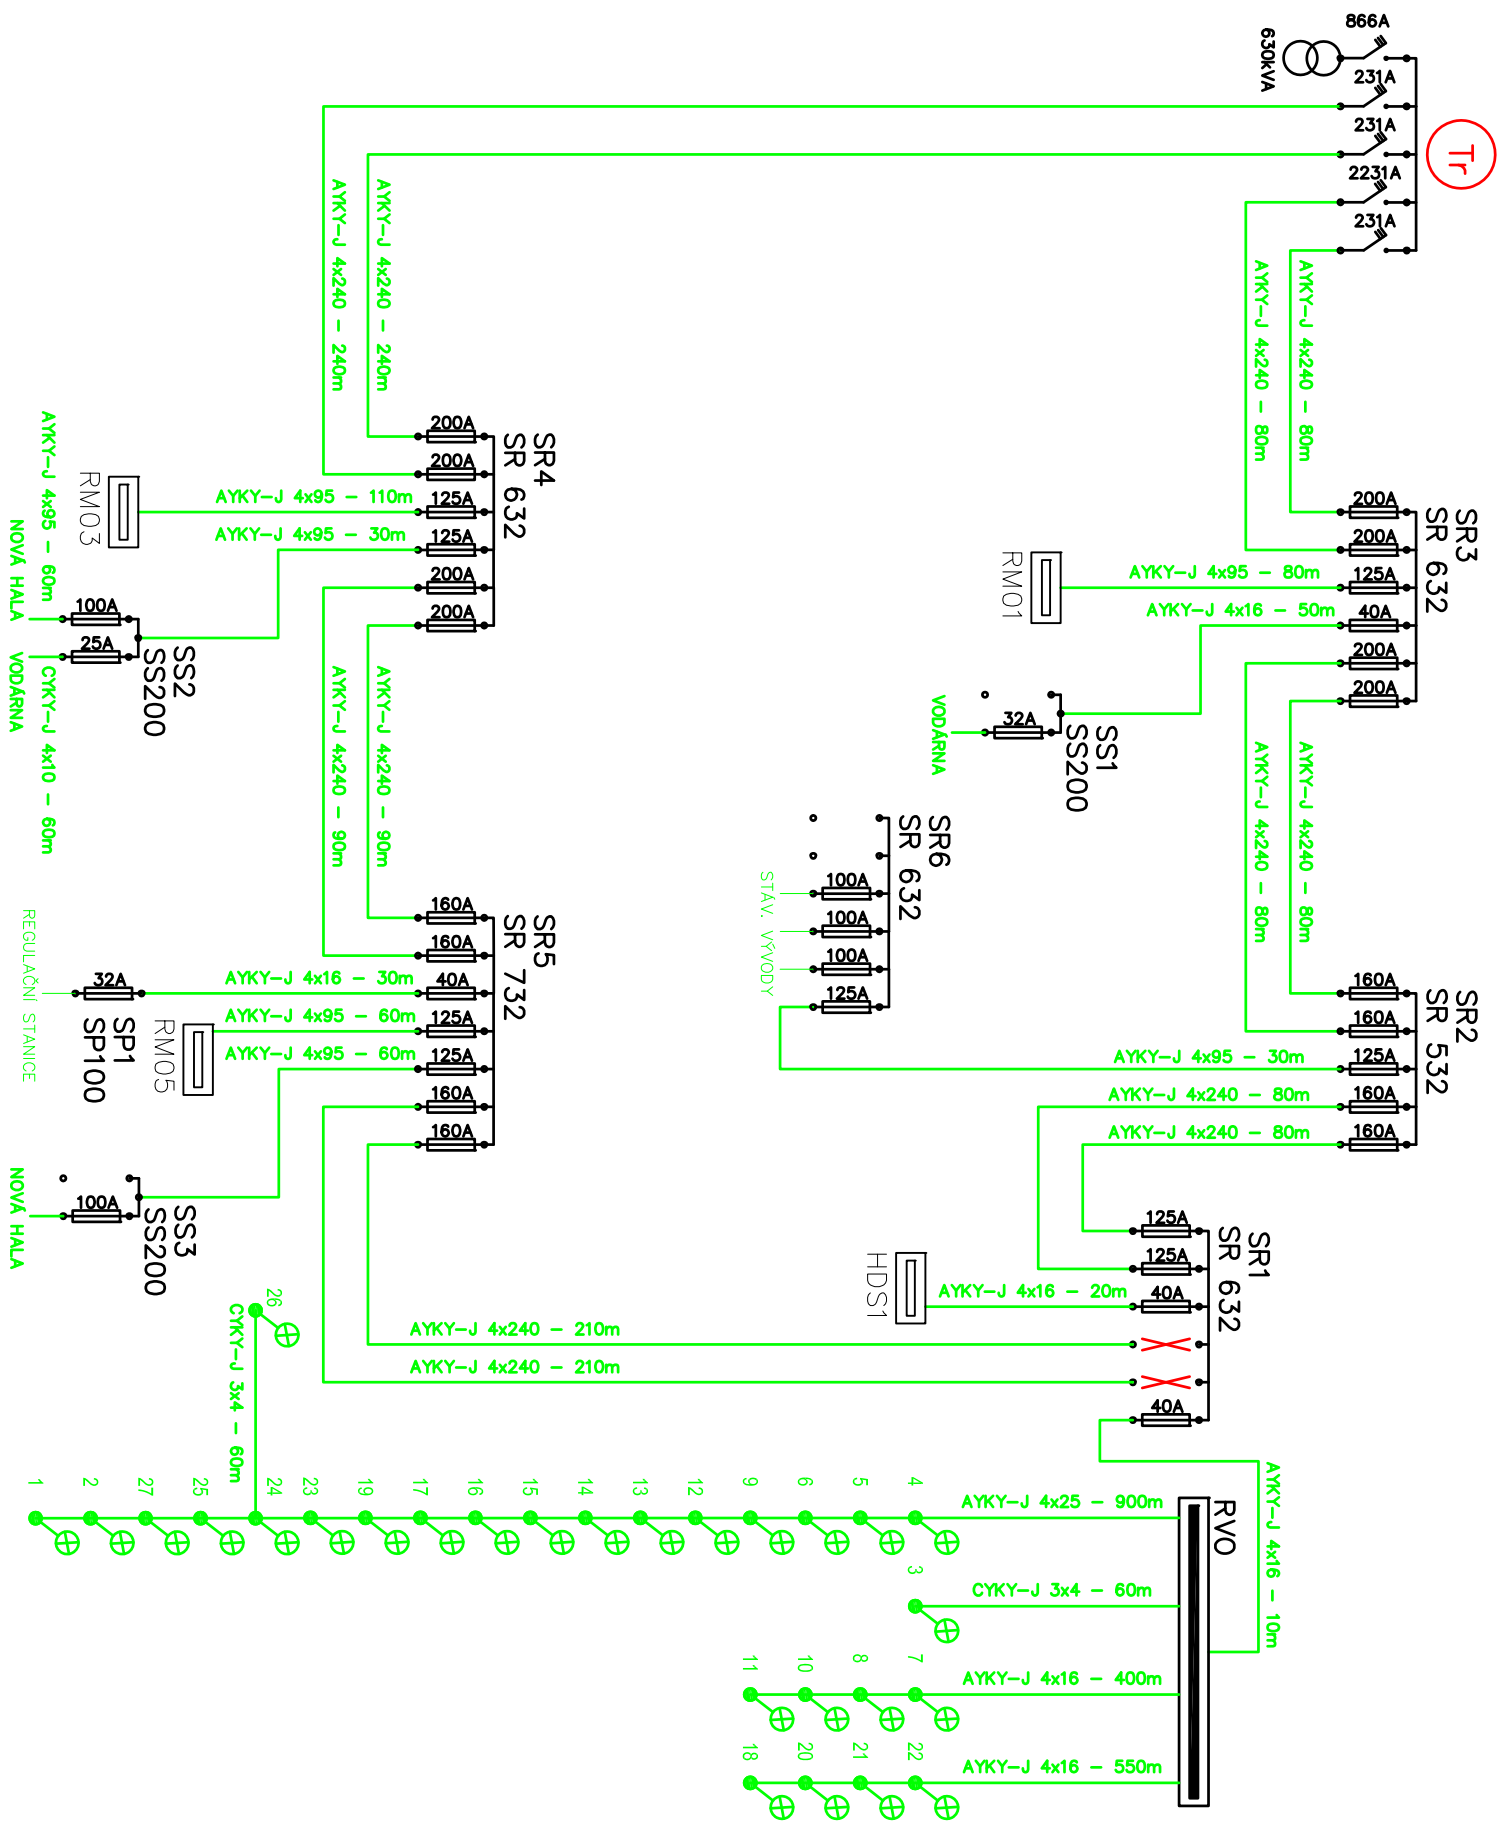 866A
630kVA
231A
231A
2231A
231A
Tr
AYKY-J 4x240 - 240m
AYKY-J 4x240 - 240m
AYKY-J 4x240 - 80m
AYKY-J 4x240 - 80m
SR4
SR 632
200A
200A
125A
125A
200A
200A
AYKY-J 4x95 - 110m
AYKY-J 4x95 - 30m
RM03
AYKY-J 4x95 - 60m
NOVÁ HALA
100A
25A
SS2
SS200
VODÁRNA
CYKY-J 4x10 - 60m
AYKY-J 4x240 - 90m
AYKY-J 4x240 - 90m
SR3
SR 632
200A
200A
125A
40A
200A
200A
AYKY-J 4x95 - 80m
AYKY-J 4x16 - 50m
RM01
32A
SS1
SS200
VODÁRNA
AYKY-J 4x240 - 80m
AYKY-J 4x240 - 80m
SR6
SR 632
100A
100A
100A
125A
STÁV. VÝVODY
SR5
SR 732
160A
160A
40A
125A
125A
160A
160A
AYKY-J 4x16 - 30m
AYKY-J 4x95 - 60m
AYKY-J 4x95 - 60m
32A
SP1
SP100
REGULAČNÍ STANICE
RM05
100A
SS3
SS200
NOVÁ HALA
SR2
SR 532
160A
160A
125A
160A
160A
AYKY-J 4x95 - 30m
AYKY-J 4x240 - 80m
AYKY-J 4x240 - 80m
SR1
SR 632
125A
125A
40A
40A
HDS1
AYKY-J 4x16 - 20m
AYKY-J 4x240 - 210m
AYKY-J 4x240 - 210m
26
CYKY-J 3x4 - 60m
AYKY-J 4x16 - 10m
RVO
1
2
27
25
24
23
19
17
16
15
14
13
12
9
6
5
4
AYKY-J 4x25 - 900m
3
CYKY-J 3x4 - 60m
11
10
8
7
AYKY-J 4x16 - 400m
18
20
21
22
AYKY-J 4x16 - 550m